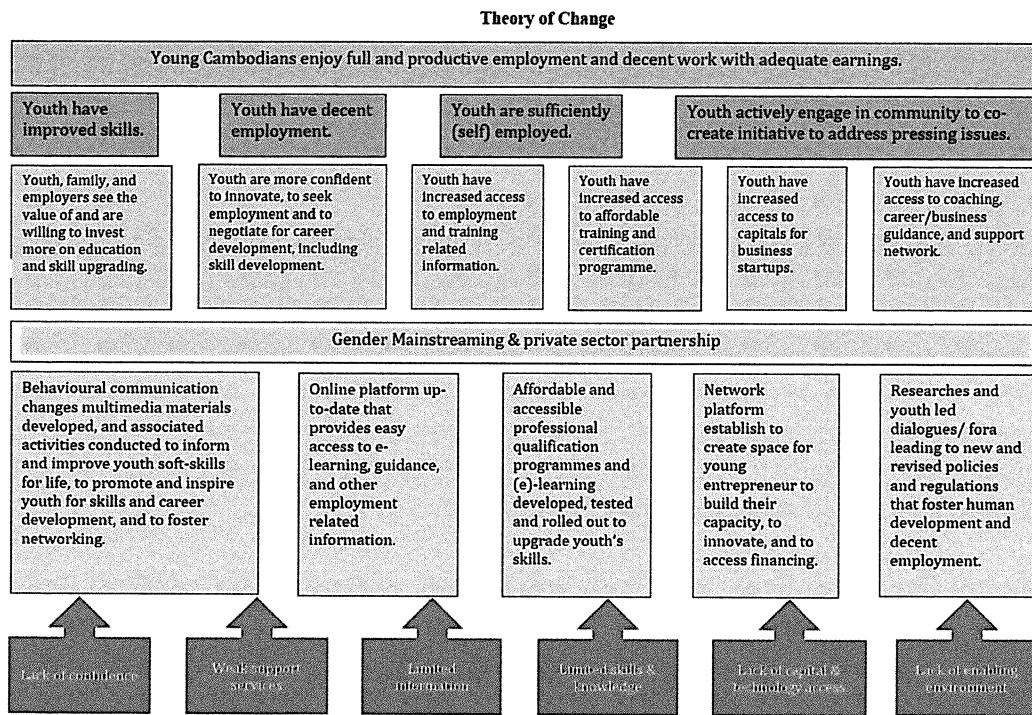 Theory of Change
Young Cambodians enjoy full and productive employment and decent work with adequate earnings.
Youth have
improved skills.
Youth have decent
employment.
Youth are sufficiently
(self) employed.
Youth actively engage in community to co-
create initiative to address pressing issues.
Youth, family, and
employers see the
value of and are
willing to invest
more on education
and skill upgrading.
Youth are more confident
to innovate, to seek
employment and to
negotiate for career
development, including
skill development.
Youth have
increased access
to employment
and training
related
information.
Youth have
increased access
to affordable
training and
certification
programme.
Youth have
increased
access to
capitals for
business
startups.
Youth have increased
access to coaching,
career/business
guidance, and support
network.
Gender Mainstreaming & private sector partnership
Behavioural communication
changes multimedia materials
developed, and associated
activities conducted to inform
and improve youth soft-skills
for life, to promote and inspire
youth for skills and career
development, and to foster
networking.
Online platform up-
to-date that
provides easy
access to e-
learning, guidance,
and other
employment
related
information.
Affordable and
accessible
professional
qualification
programmes and
(e)-learning
developed, tested
and rolled out to
upgrade youth's
skills.
Network
platform
establish to
create space for
young
entrepreneur to
build their
capacity, to
innovate, and to
access financing.
Researches and
youth led
dialogues/ fora
leading to new and
revised policies
and regulations
that foster human
development and
decent
employment.
Lack of confidence
Weak support
services
Limited
information
Limited skills &
knowledge
Lack of capital &
technology access
Lack of enabling
environment